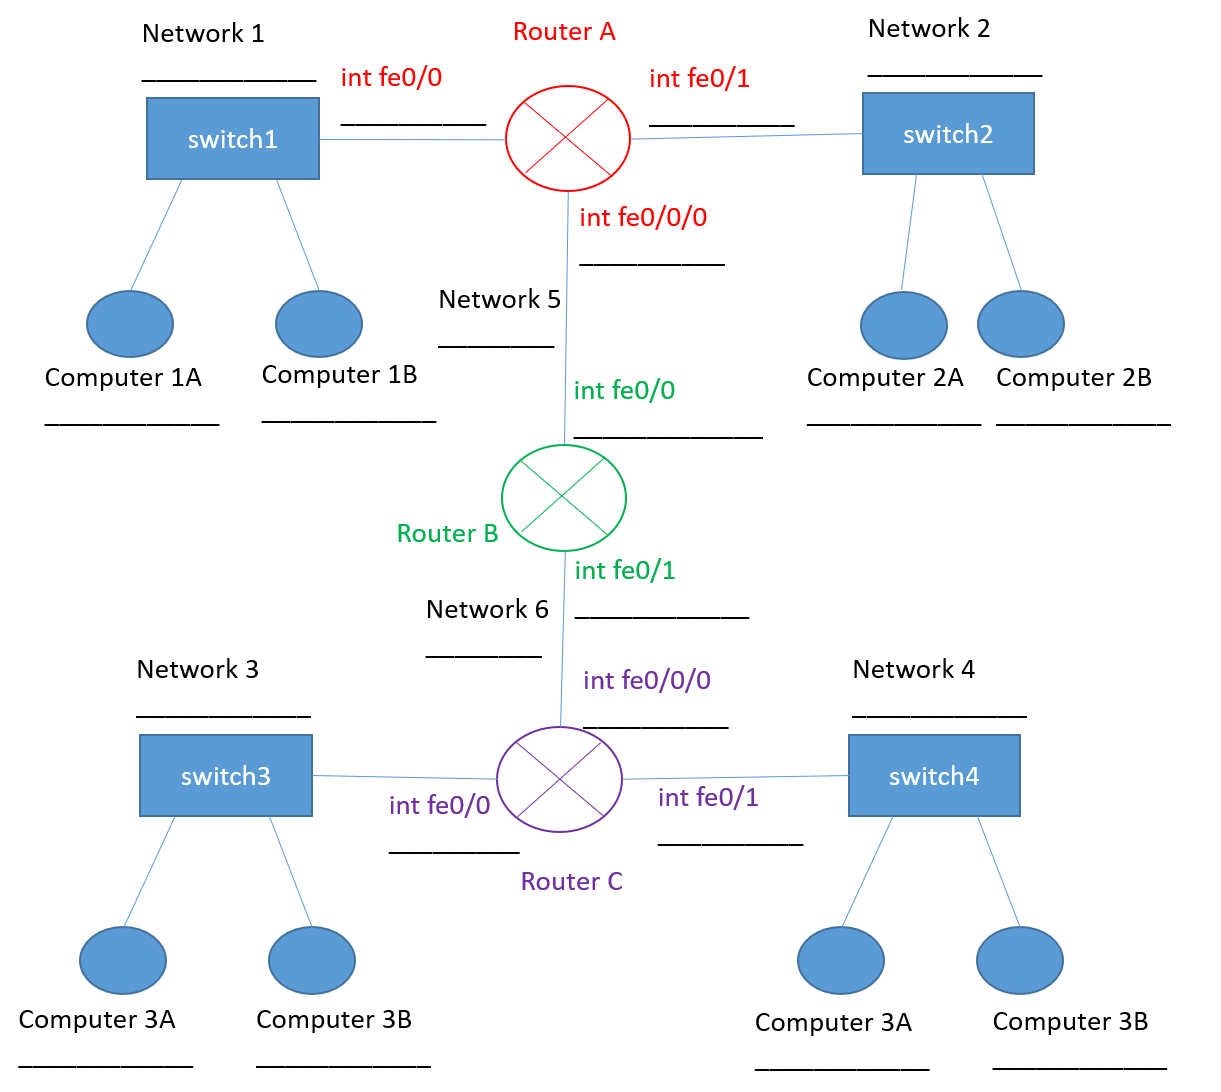 Network 1
____________
Router A
Network 2
____________
int fe0/0
__________
int fe0/1
__________
switch1
switch2
int fe0/0/0
__________
Network 5
________
Computer 1A
____________
Computer 1B
____________
Computer 2A
____________
Computer 2B
____________
int fe0/0
_____________
Router B
int fe0/1
____________
Network 6
________
Network 3
____________
int fe0/0/0
__________
Network 4
____________
switch3
switch4
int fe0/0
_________
int fe0/1
__________
Router C
Computer 3A
____________
Computer 3B
____________
Computer 3A
____________
Computer 3B
____________